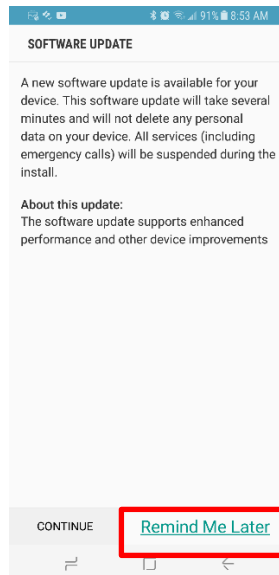 91% 8:53 AM
SOFTWARE UPDATE
A new software update is available for your
device. This software update will take several
minutes and will not delete any personal
data on your device. All services (including
emergency calls) will be suspended during the
install.
About this update:
The software update supports enhanced
performance and other device improvements
CONTINUE Remind Me Later